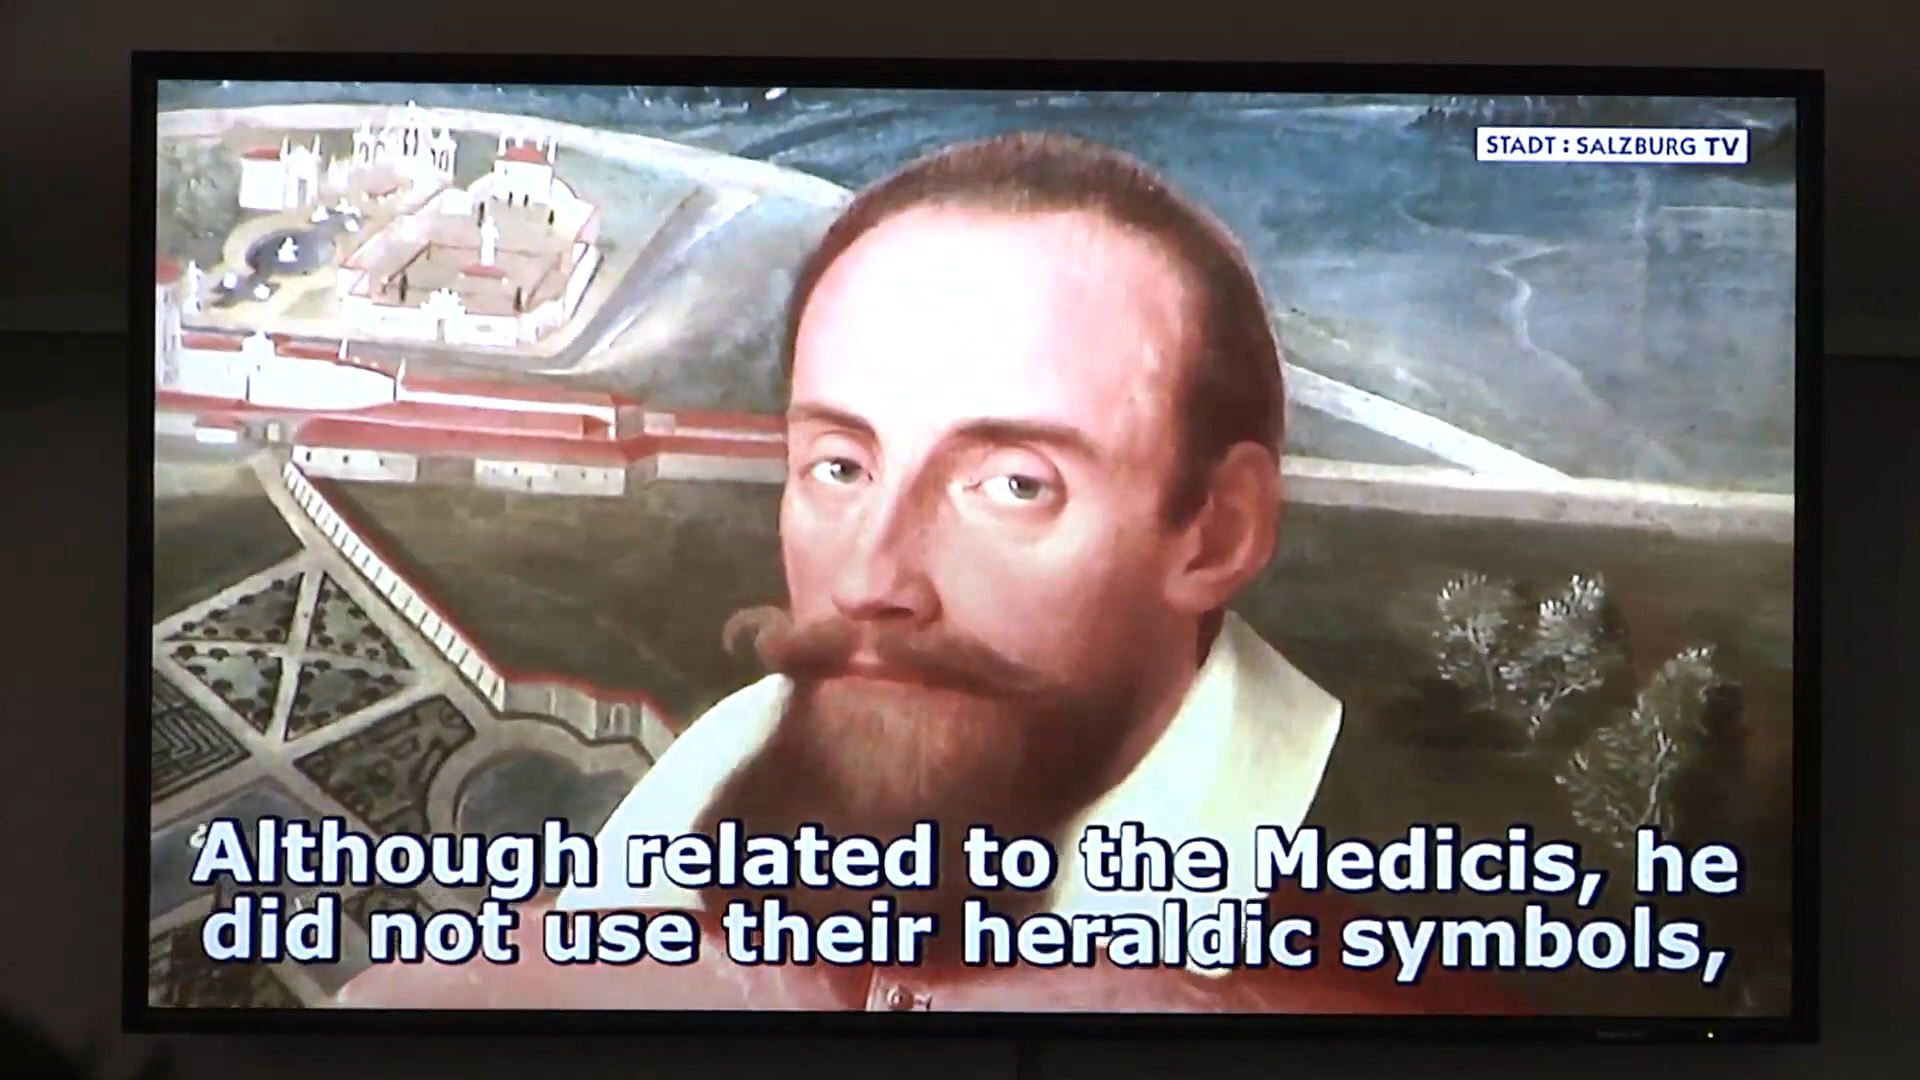 STADT : SALZBURG TV
Although related to the Medicis, he
did not use their heraldic symbols,